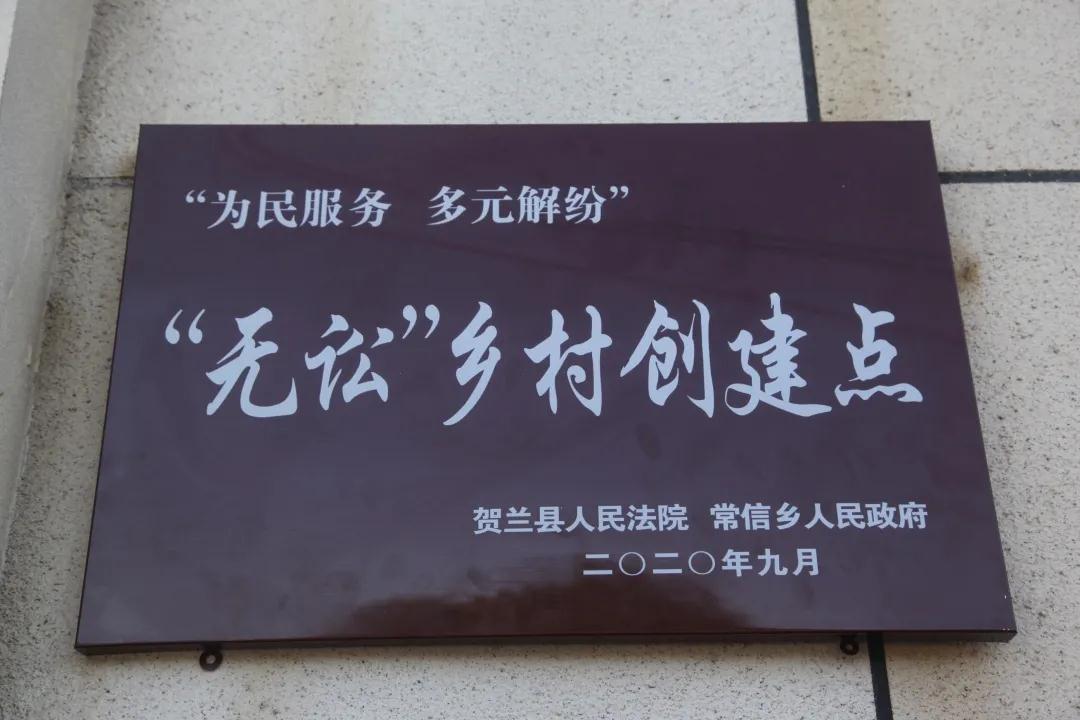 “为民服务 多元解纷”
“无讼”乡村创建点
贺兰县人民法院 常信乡人民政府
二〇二〇年九月